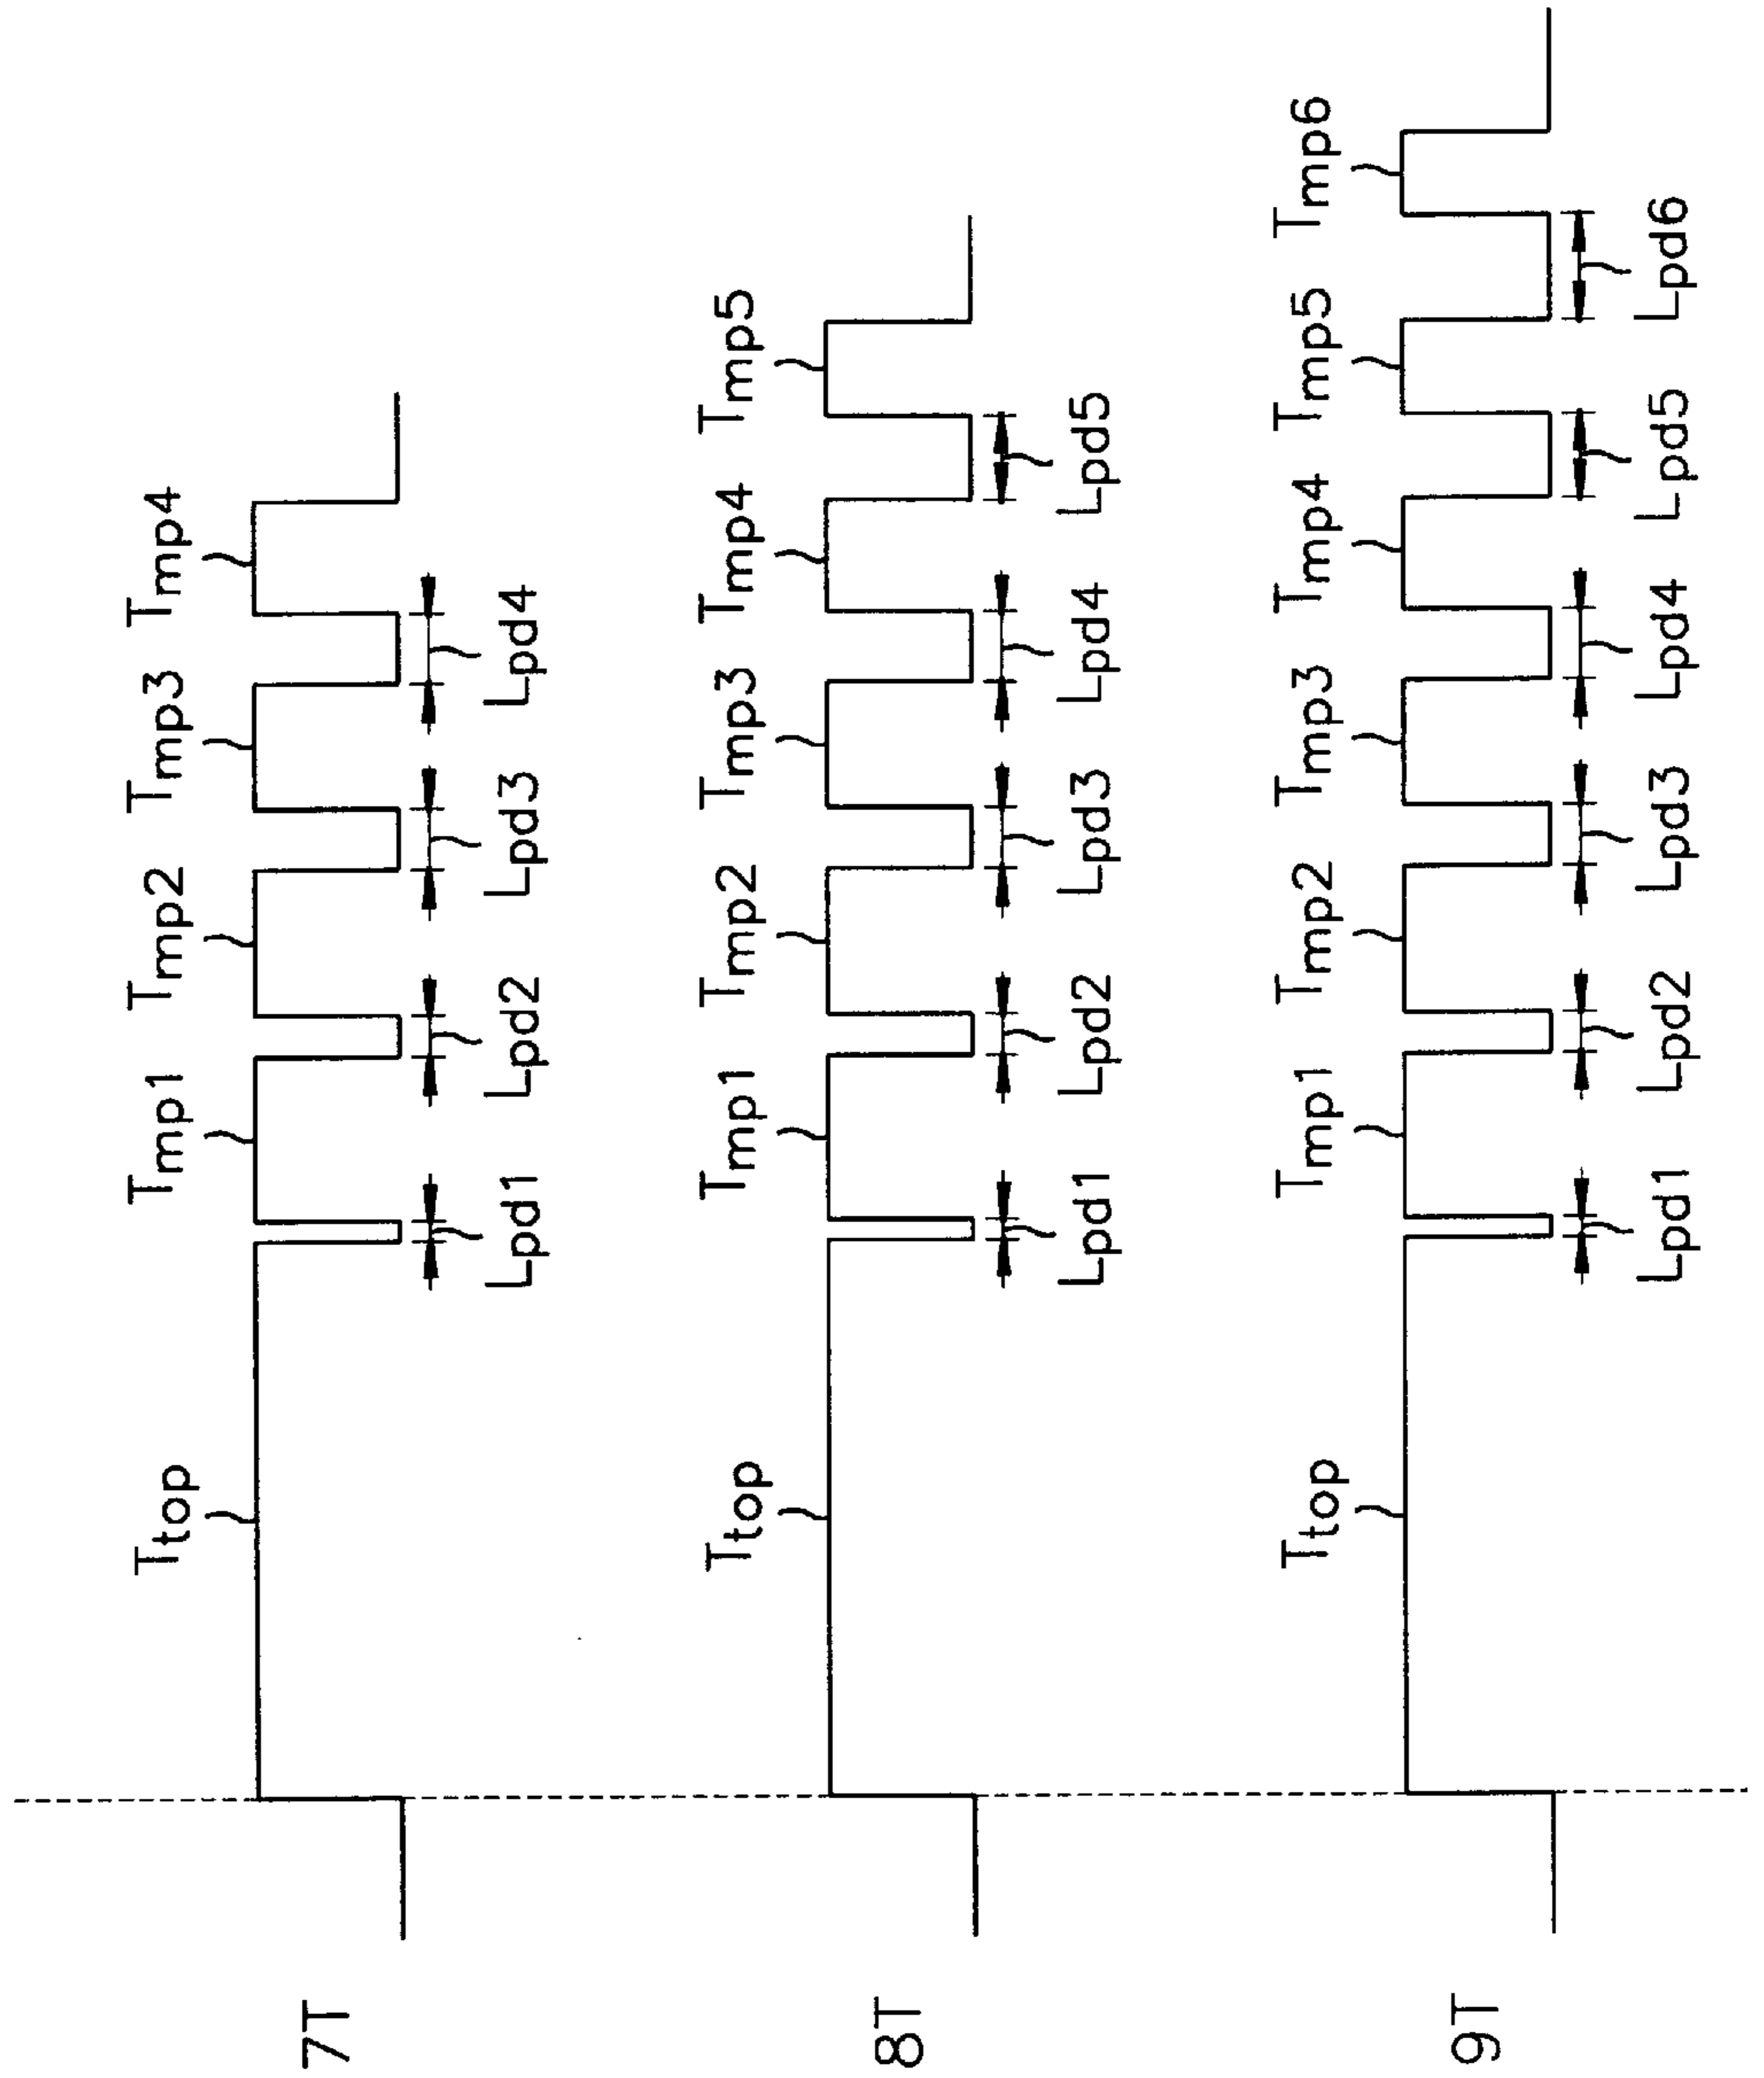 7T
Ttop Tmp1 Tmp2 Tmp3 Tmp4
Lpd1 Lpd2 Lpd3 Lpd4
8T
Ttop Tmp1 Tmp2 Tmp3 Tmp4 Tmp5
Lpd1 Lpd2 Lpd3 Lpd4 Lpd5
9T
Ttop Tmp1 Tmp2 Tmp3 Tmp4 Tmp5 Tmp6
Lpd1 Lpd2 Lpd3 Lpd4 Lpd5 Lpd6